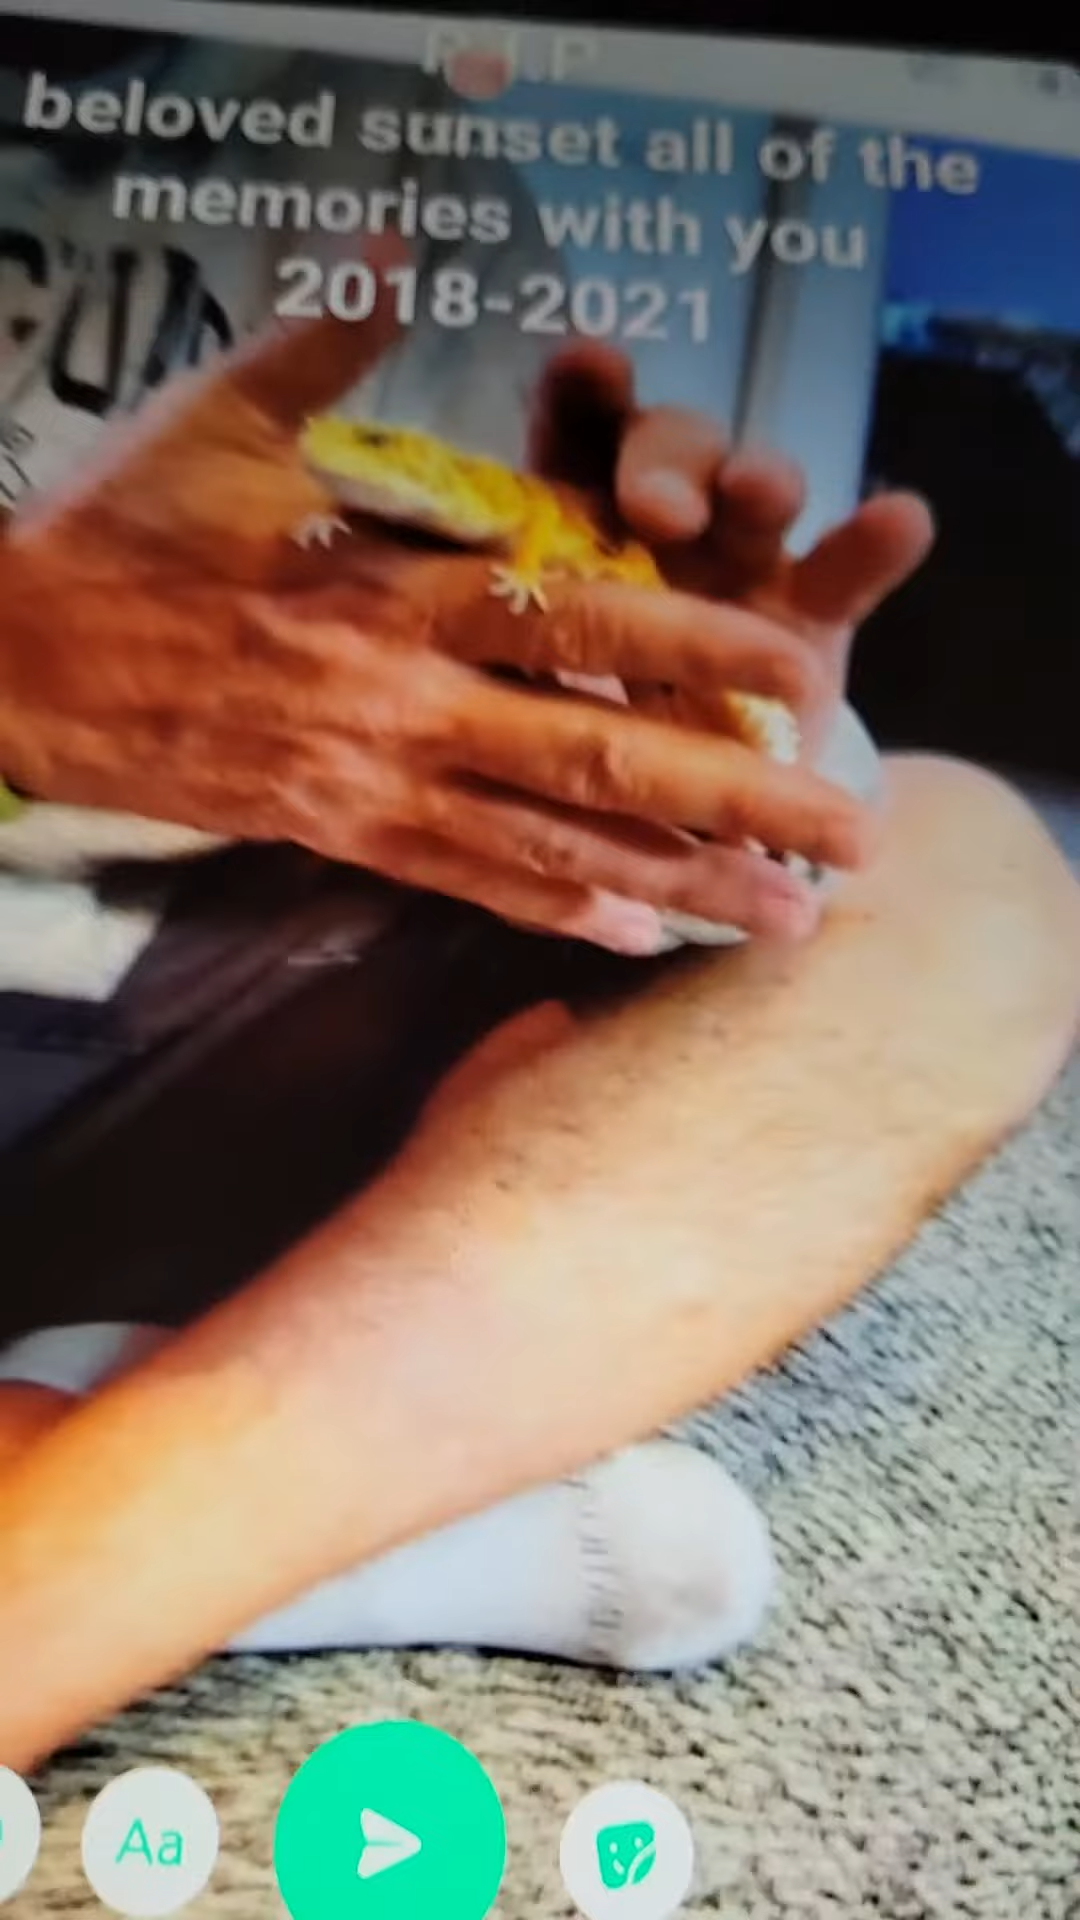 R.I.P
beloved sunset all of the
memories with you
2018-2021
Aa